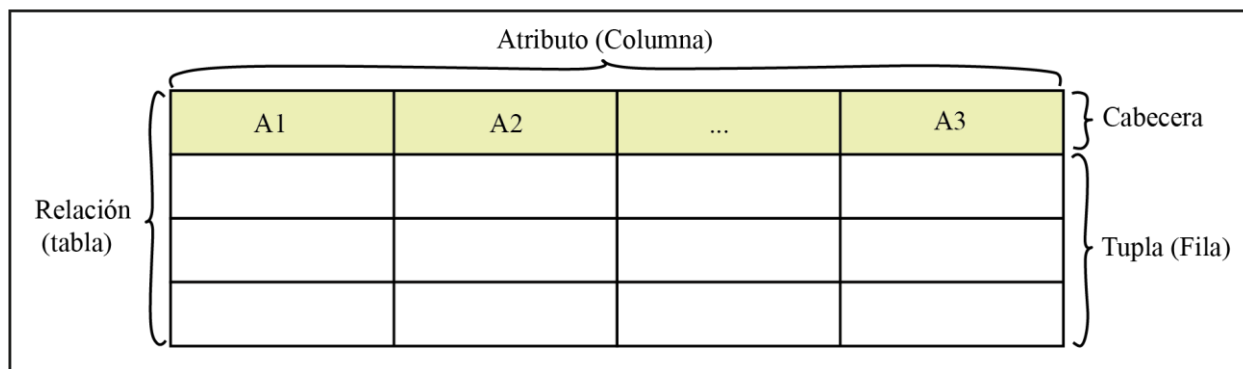 Atributo (Columna)
A1
A2
...
A3
Cabecera
Relación
(tabla)
Tupla (Fila)